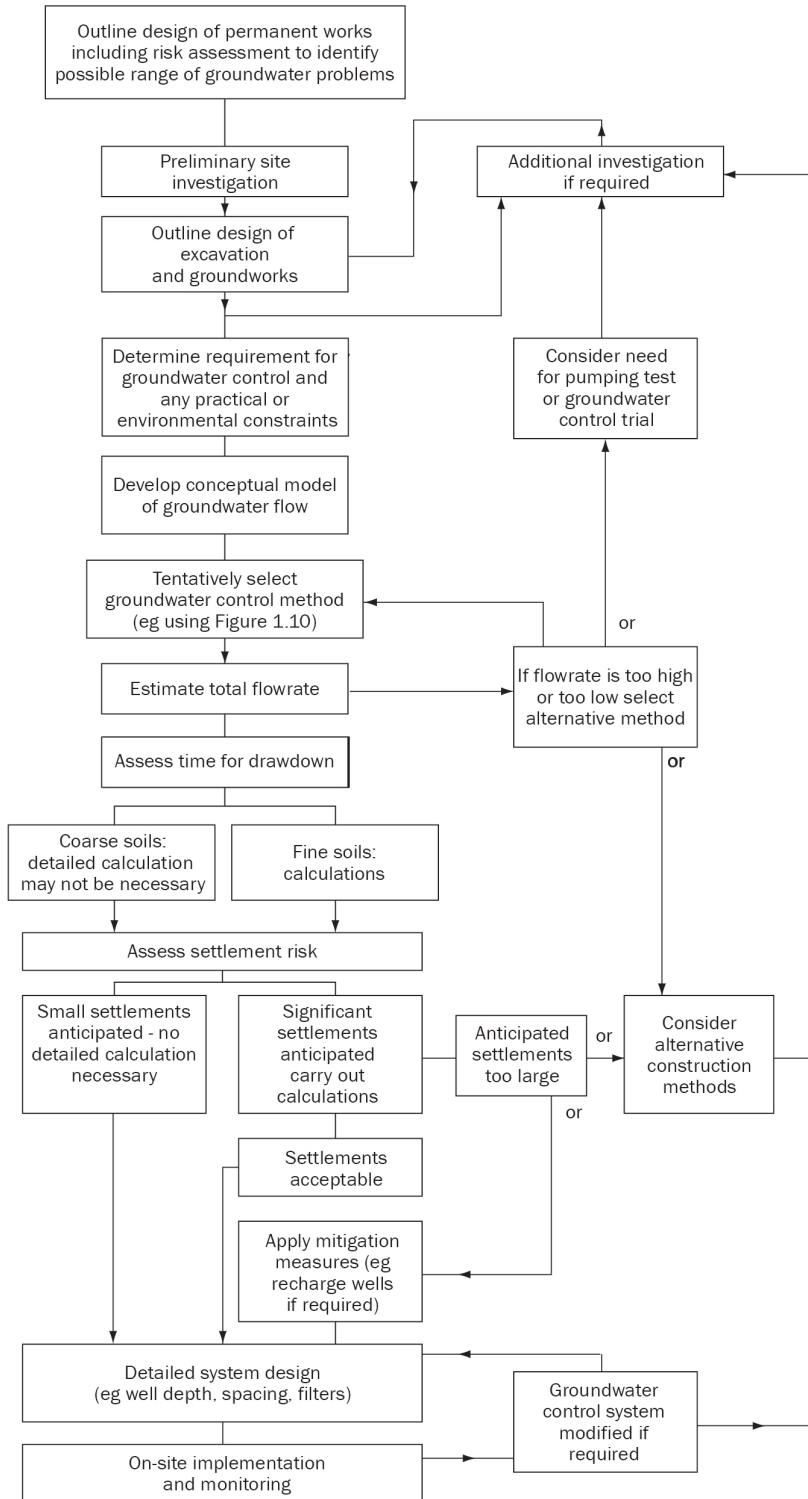 Outline design of permanent works
including risk assessment to identify
possible range of groundwater problems
Preliminary site
investigation
Additional investigation
if required
Outline design of
excavation
and groundworks
Determine requirement for
groundwater control and
any practical or
environmental constraints
Consider need
for pumping test
or groundwater
control trial
Develop conceptual model
of groundwater flow
Tentatively select
groundwater control method
(eg using Figure 1.10)
or
If flowrate is too high
or too low select
alternative method
Estimate total flowrate
or
Assess time for drawdown
Coarse soils:
detailed calculation
may not be necessary
Fine soils:
calculations
Assess settlement risk
Small settlements
anticipated - no
detailed calculation
necessary
Significant
settlements
anticipated
carry out
calculations
Anticipated
settlements
too large
or
Consider
alternative
construction
methods
or
Settlements
acceptable
Apply mitigation
measures (eg
recharge wells
if required)
Detailed system design
(eg well depth, spacing, filters)
Groundwater
control system
modified if
required
On-site implementation
and monitoring